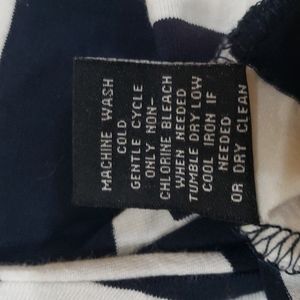 MACHINE WASH
COLD
GENTLE CYCLE
ONLY NON-
CHLORINE BLEACH
WHEN NEEDED
TUMBLE DRY LOW
COOL IRON IF
NEEDED
OR DRY CLEAN